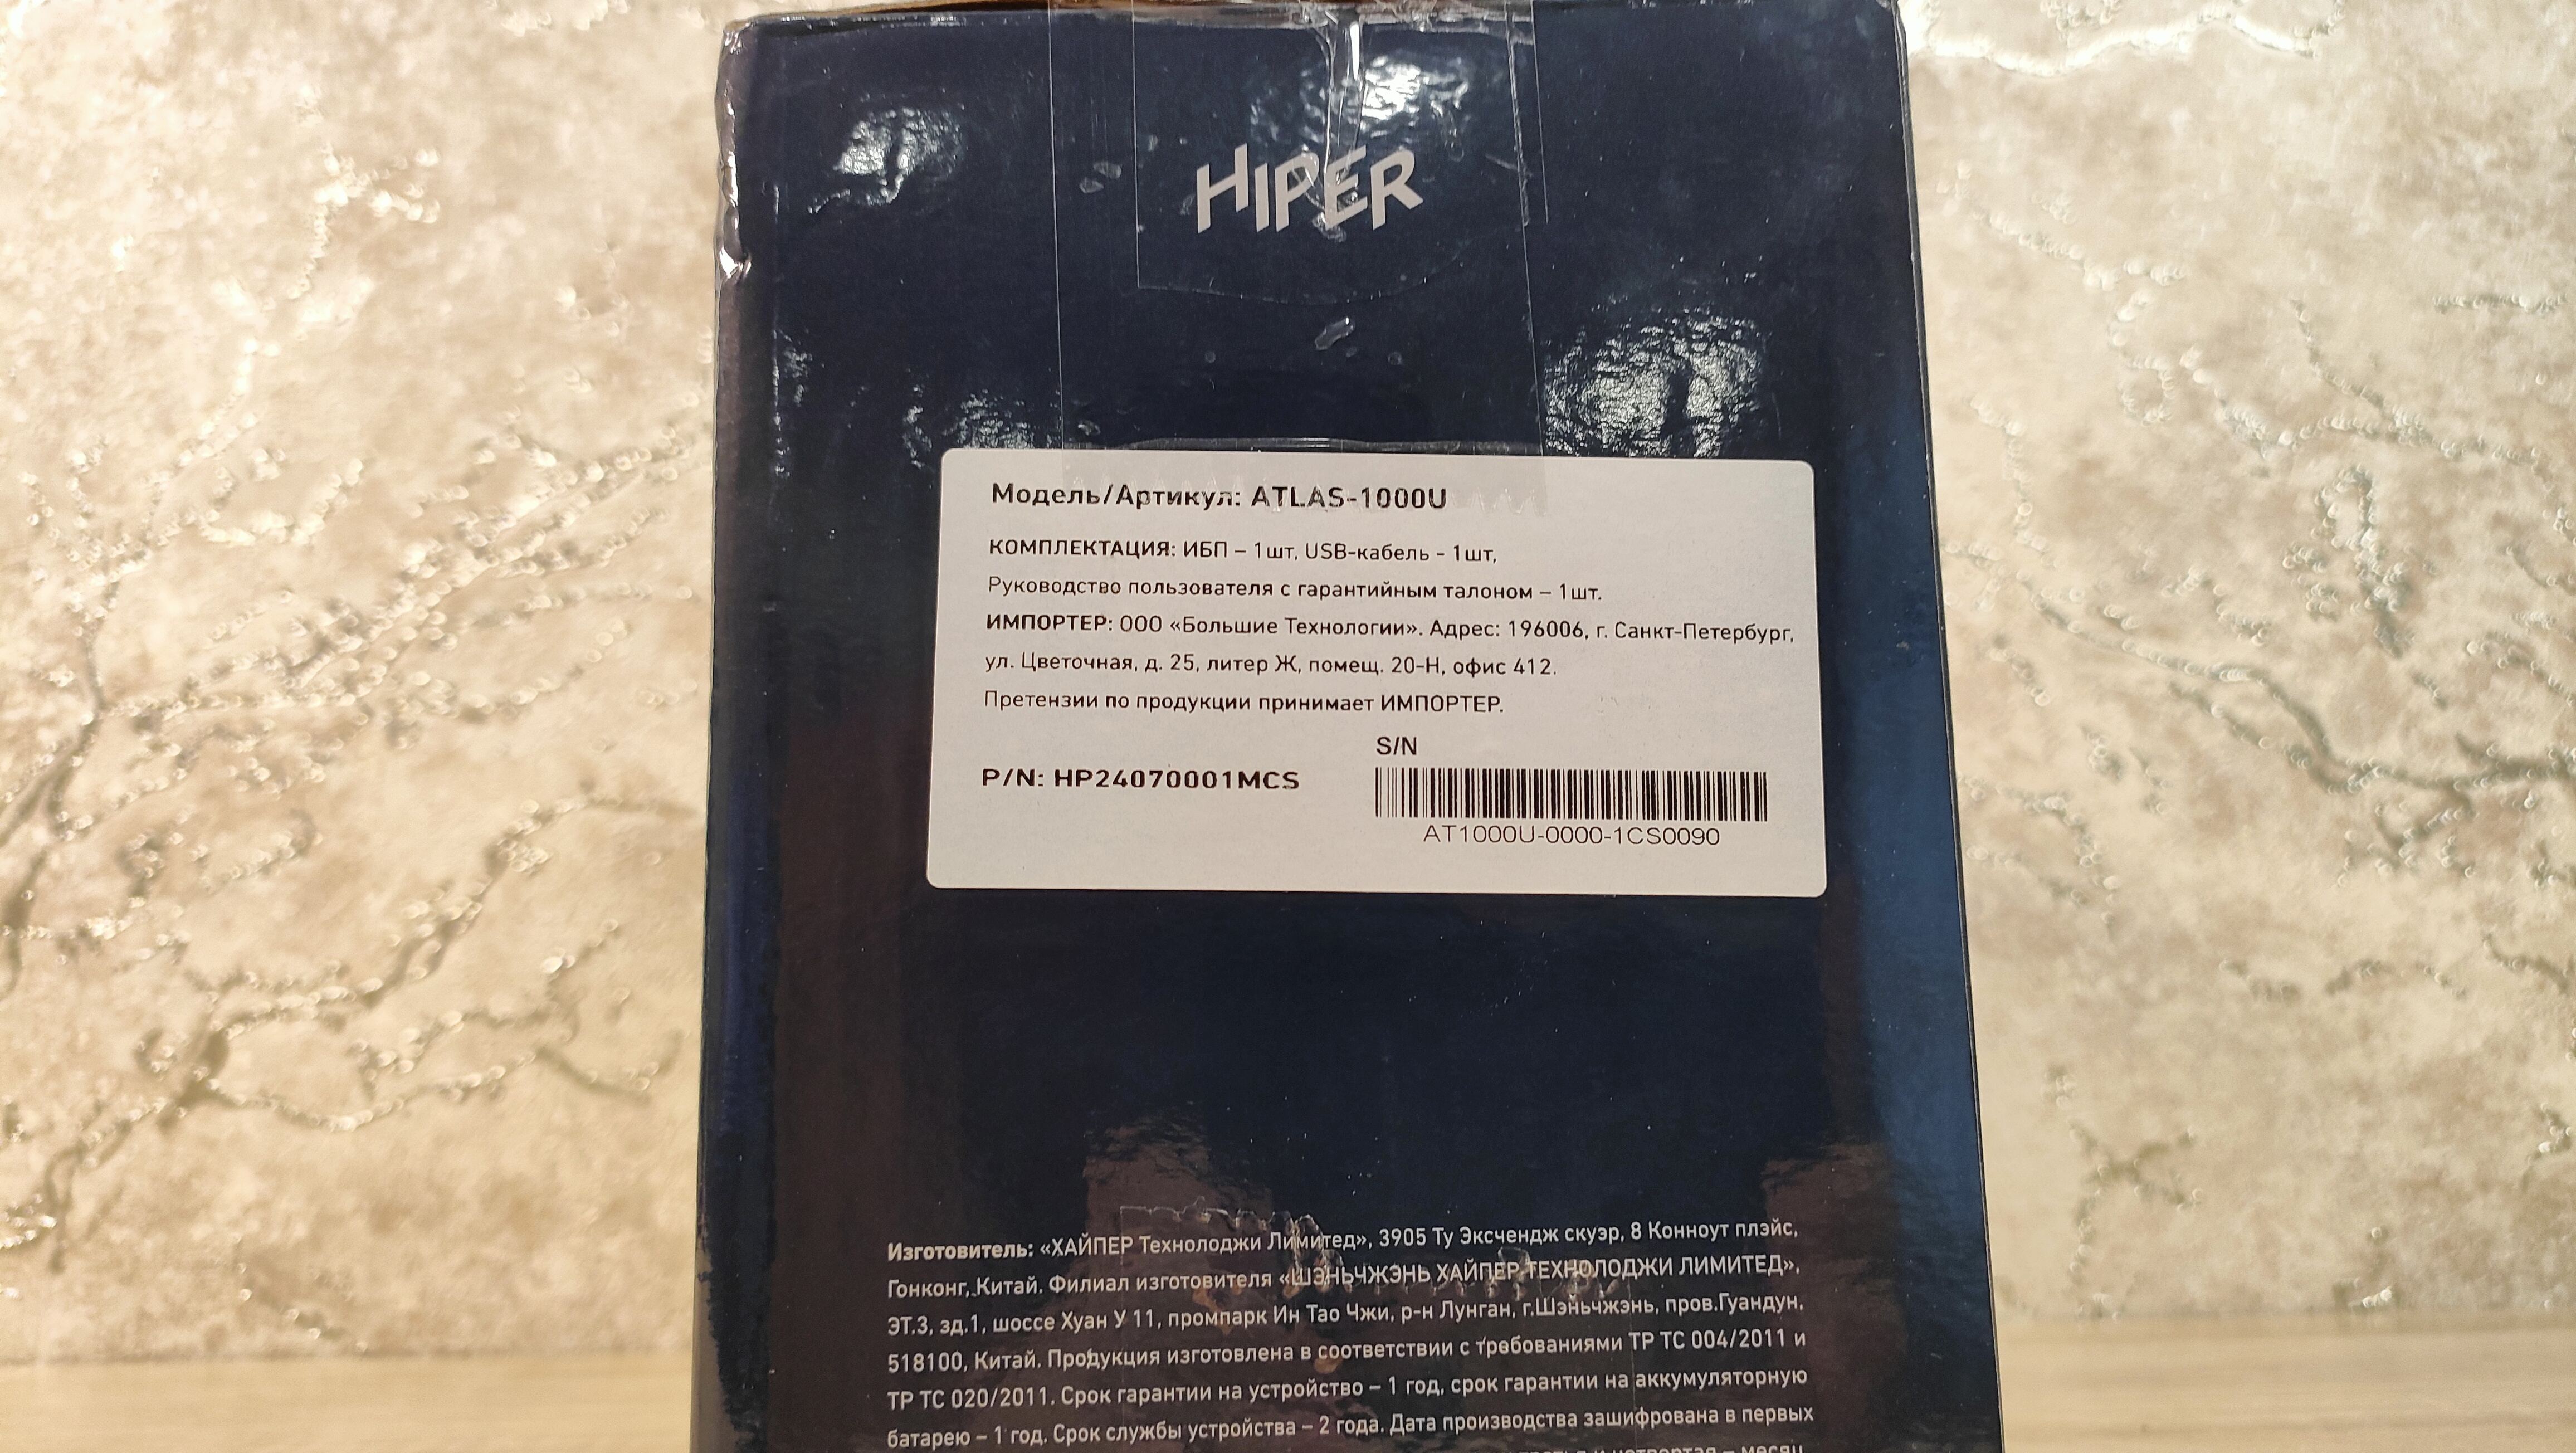 HIPER
Модель/Артикул: ATLAS-1000U
КОМПЛЕКТАЦИЯ: ИБП – 1шт, USB-кабель - 1шт,
Руководство пользователя с гарантийным талоном – 1шт.
ИМПОРТЕР: ООО «Большие Технологии». Адрес: 196006, г. Санкт-Петербург,
ул. Цветочная, д. 25, литер Ж, помещ. 20-Н, офис 412.
Претензии по продукции принимает ИМПОРТЕР.
S/N
P/N: HP24070001MCS
AT1000U-0000-1CS0090
Изготовитель: «ХАЙПЕР Технолоджи Лимитед», 3905 Ту Эксчендж скуэр, 8 Конноут плэйс,
Гонконг, Китай. Филиал изготовителя «ШЭНЬЧЖЭНЬ ХАЙПЕР ТЕХНОЛОДЖИ ЛИМИТЕД»,
ЭТ.3, зд.1, шоссе Хуан У 11, промпарк Ин Тао Чжи, р-н Лунган, г.Шэньчжэнь, пров.Гуандун,
518100, Китай. Продукция изготовлена в соответствии с требованиями ТР ТС 004/2011 и
ТР ТС 020/2011. Срок гарантии на устройство – 1 год, срок гарантии на аккумуляторную
батарею – 1 год. Срок службы устройства – 2 года. Дата производства зашифрована в первых
и четвертая – месяц